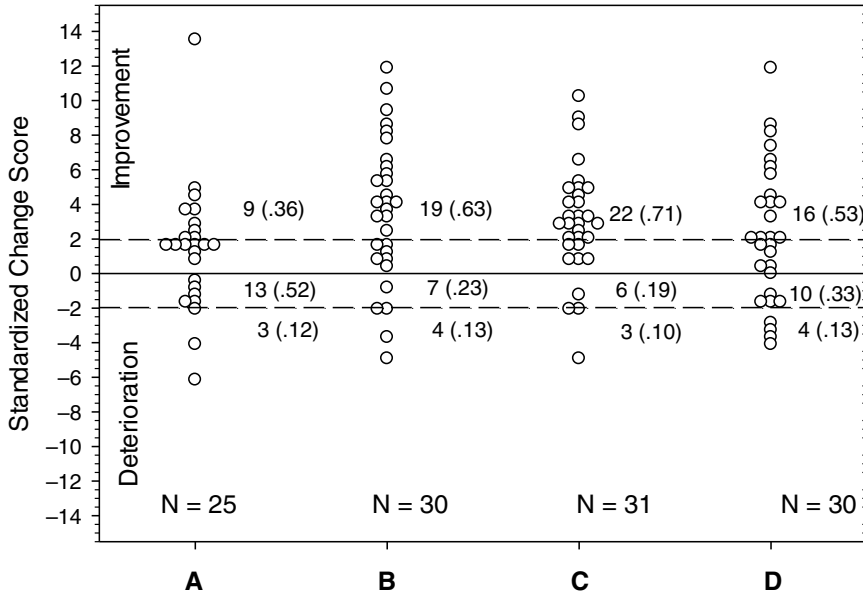 Standardized Change Score
14
12
10
8
6
4
2
0
−2
−4
−6
−8
−10
−12
−14
Improvement
Deterioration
9 (.36)
19 (.63)
22 (.71)
16 (.53)
13 (.52)
7 (.23)
6 (.19)
10 (.33)
3 (.12)
4 (.13)
3 (.10)
4 (.13)
N = 25
N = 30
N = 31
N = 30
A
B
C
D